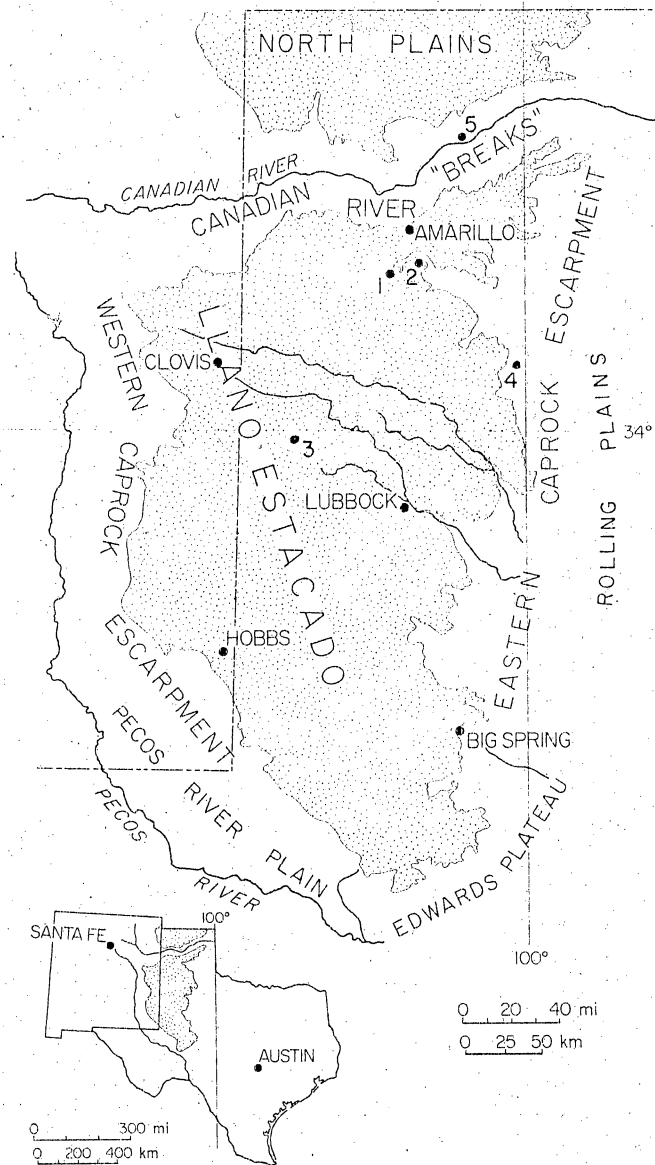 NORTH PLAINS
5
CANADIAN RIVER
"BREAKS"
CANADIAN RIVER
AMARILLO
1
2
WESTERN CAPROCK ESCARPMENT
CLOVIS
LLANO ESTACADO
4
EASTERN CAPROCK ESCARPMENT
ROLLING PLAINS
34°
3
LUBBOCK
HOBBS
PECOS RIVER PLAIN
BIG SPRING
PECOS RIVER
EDWARDS PLATEAU
100°
100°
SANTA FE
AUSTIN
0 20 40 mi
0 25 50 km
0 300 mi
0 200 400 km